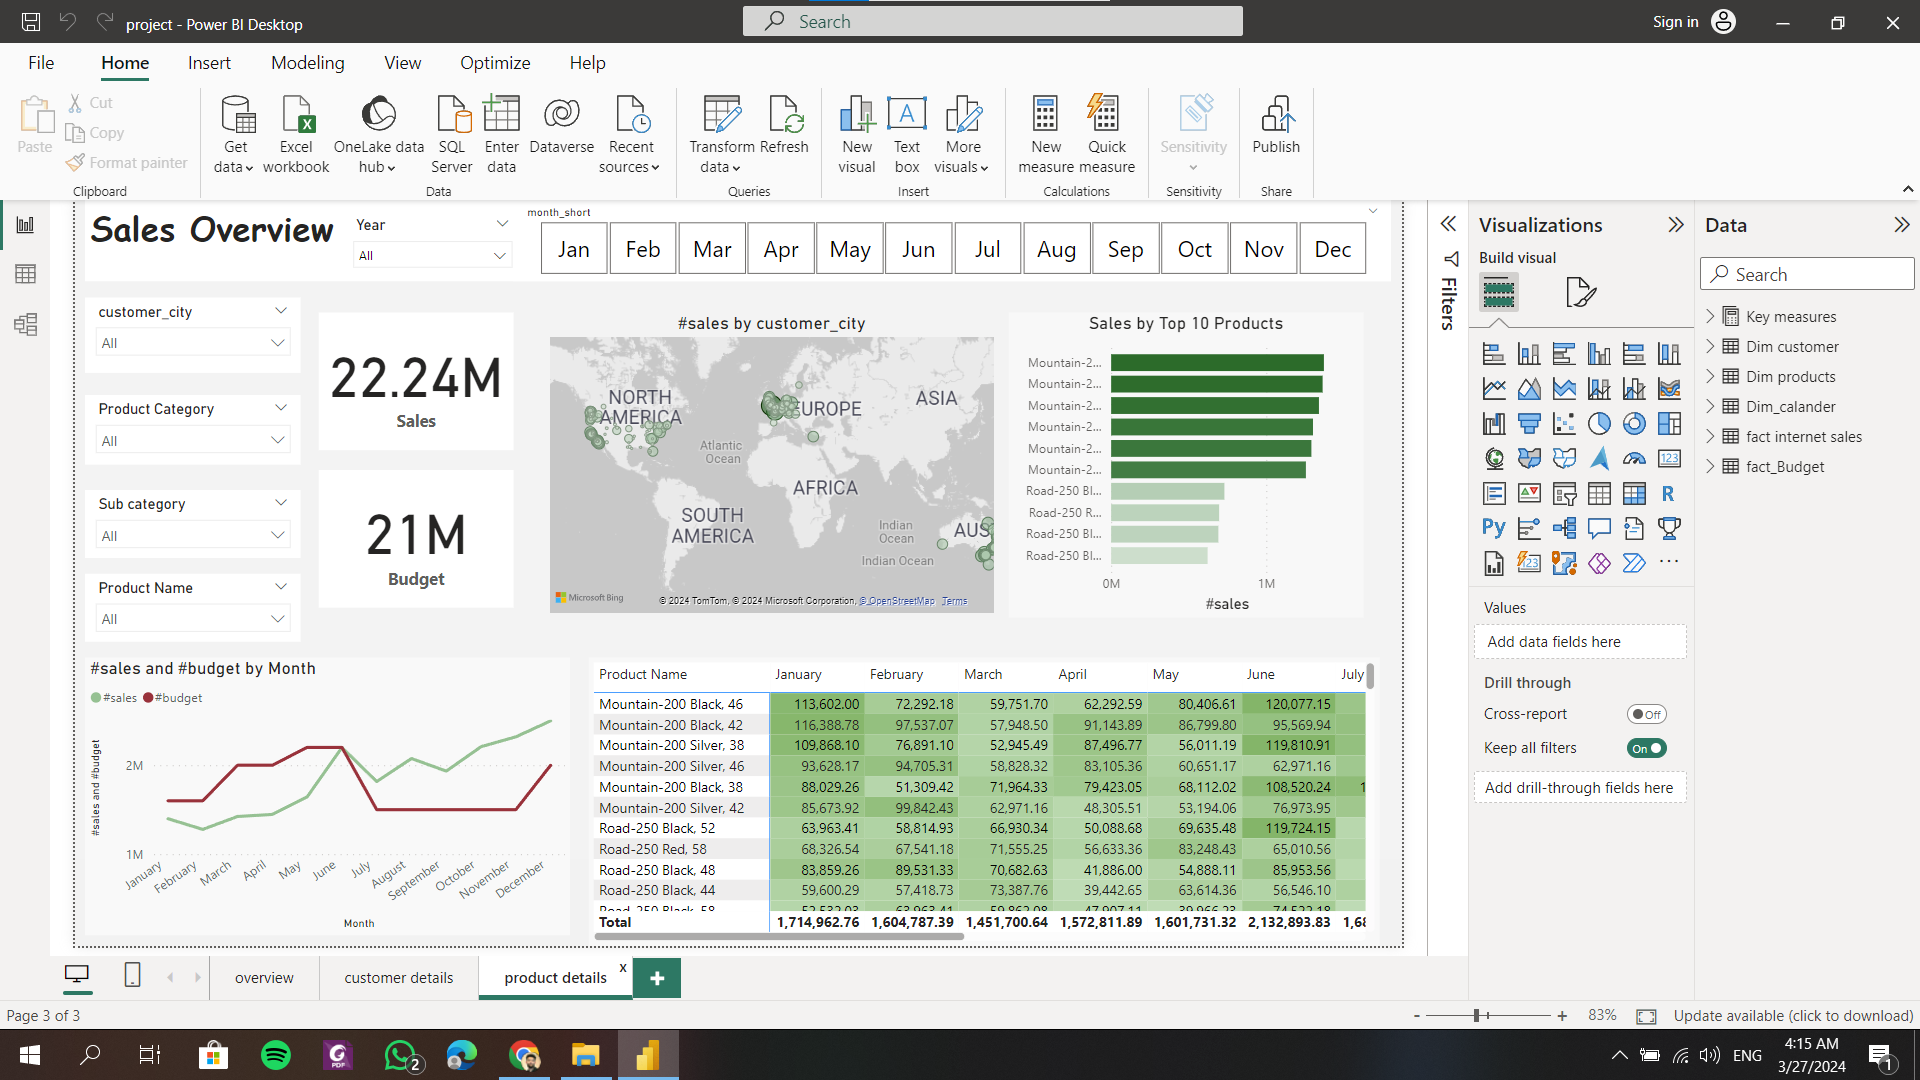 project - Power BI Desktop
Search
Sign in
File Home Insert Modeling View Optimize Help
Paste
Cut
Copy
Format painter
Clipboard
Get data
Excel workbook
OneLake data hub
SQL Server
Enter data
Dataverse
Recent sources
Data
Transform data
Refresh
Queries
New visual
Text box
More visuals
Insert
New measure
Quick measure
Calculations
Sensitivity
Sensitivity
Publish
Share
Sales Overview
Year
All
month_short
Jan Feb Mar Apr May Jun Jul Aug Sep Oct Nov Dec
customer_city
All
Product Category
All
Sub category
All
Product Name
All
22.24M
Sales
21M
Budget
#sales by customer_city
NORTH AMERICA
EUROPE
ASIA
Atlantic Ocean
AFRICA
SOUTH AMERICA
Indian Ocean
AUS
Indian Ocean
Microsoft Bing
© 2024 TomTom, © 2024 Microsoft Corporation, © OpenStreetMap Terms
Sales by Top 10 Products
Mountain-2...
Mountain-2...
Mountain-2...
Mountain-2...
Mountain-2...
Mountain-2...
Road-250 Bl...
Road-250 R...
Road-250 Bl...
Road-250 Bl...
0M 1M
#sales
#sales and #budget by Month
#sales #budget
#sales and #budget
2M
1M
January February March April May June July August September October November December
Month
Product Name January February March April May June July
Mountain-200 Black, 46 113,602.00 72,292.18 59,751.70 62,292.59 80,406.61 120,077.15
Mountain-200 Black, 42 116,388.78 97,537.07 57,948.50 91,143.89 86,799.80 95,569.94
Mountain-200 Silver, 38 109,868.10 76,891.10 52,945.49 87,496.77 56,011.19 119,810.91
Mountain-200 Silver, 46 93,628.17 94,705.31 58,828.32 83,105.36 60,651.17 62,971.16
Mountain-200 Black, 38 88,029.26 51,309.42 71,964.33 79,423.05 68,112.02 108,520.24 1
Mountain-200 Silver, 42 85,673.92 99,842.43 62,971.16 48,305.51 53,194.06 76,973.95
Road-250 Black, 52 63,963.41 58,814.93 66,930.34 50,088.68 69,635.48 119,724.15
Road-250 Red, 58 68,326.54 67,541.18 71,555.25 56,633.36 83,248.43 65,010.56
Road-250 Black, 48 83,859.26 89,531.33 70,682.63 41,886.00 54,888.11 85,953.56
Road-250 Black, 44 59,600.29 57,418.73 73,387.76 39,442.65 63,614.36 56,546.10
Total 1,714,962.76 1,604,787.39 1,451,700.64 1,572,811.89 1,601,731.32 2,132,893.83 1,68
Filters
Visualizations
Build visual
123
R
Py
123
Values
Add data fields here
Drill through
Cross-report
Off
Keep all filters
On
Add drill-through fields here
Data
Search
Key measures
Dim customer
Dim products
Dim_calander
fact internet sales
fact_Budget
overview
customer details
product details x
+
Page 3 of 3
- + 83%
Update available (click to download)
PDF
2
ENG
4:15 AM
3/27/2024
1